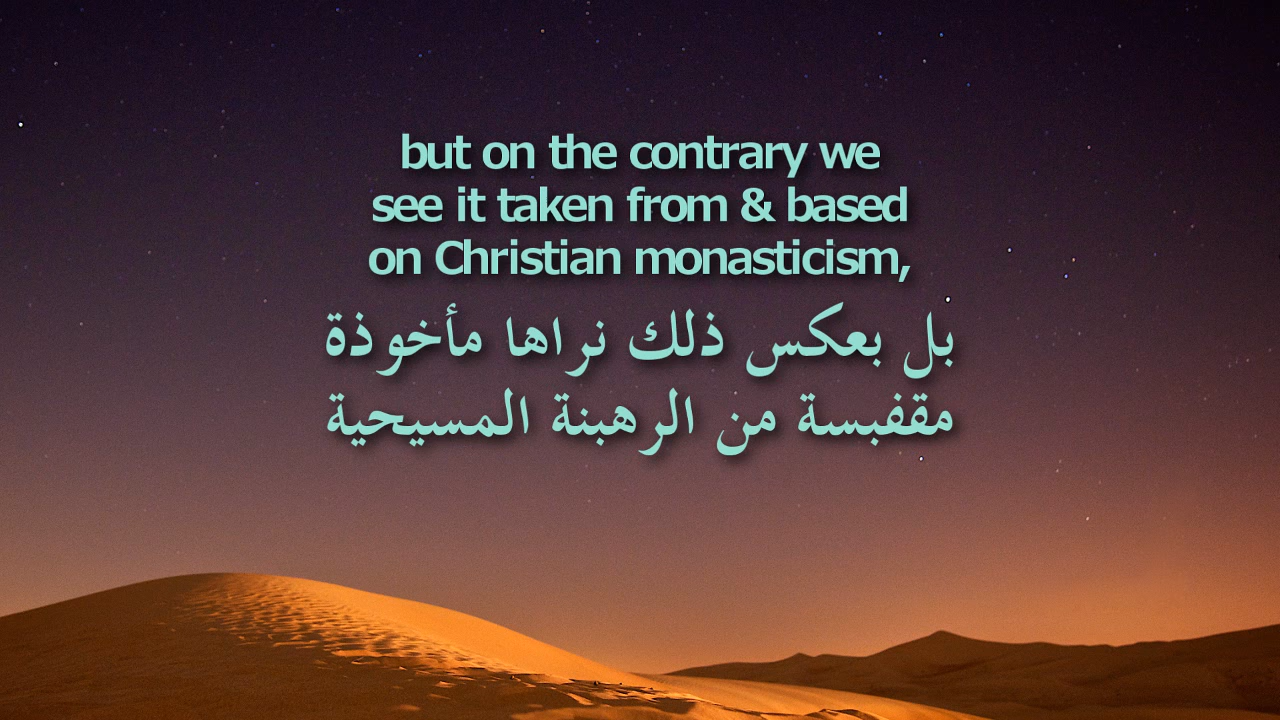 but on the contrary we
see it taken from & based
on Christian monasticism,
بل بعكس ذلك نراها مأخوذة
مقفبسة من الرهبنة المسيحية